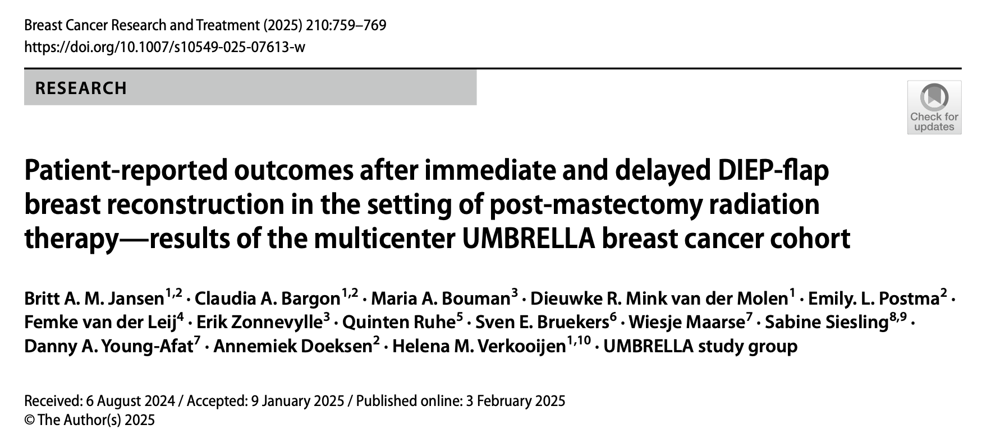 Breast Cancer Research and Treatment (2025) 210:759–769
https://doi.org/10.1007/s10549-025-07613-w
RESEARCH
Check for
updates
Patient-reported outcomes after immediate and delayed DIEP-flap
breast reconstruction in the setting of post-mastectomy radiation
therapy—results of the multicenter UMBRELLA breast cancer cohort
Britt A. M. Jansen1,2 · Claudia A. Bargon1,2 · Maria A. Bouman3 · Dieuwke R. Mink van der Molen1 · Emily. L. Postma2 ·
Femke van der Leij4 · Erik Zonnevylle3 · Quinten Ruhe5 · Sven E. Bruekers6 · Wiesje Maarse7 · Sabine Siesling8,9 ·
Danny A. Young-Afat7 · Annemiek Doeksen2 · Helena M. Verkooijen1,10 · UMBRELLA study group
Received: 6 August 2024 / Accepted: 9 January 2025 / Published online: 3 February 2025
© The Author(s) 2025